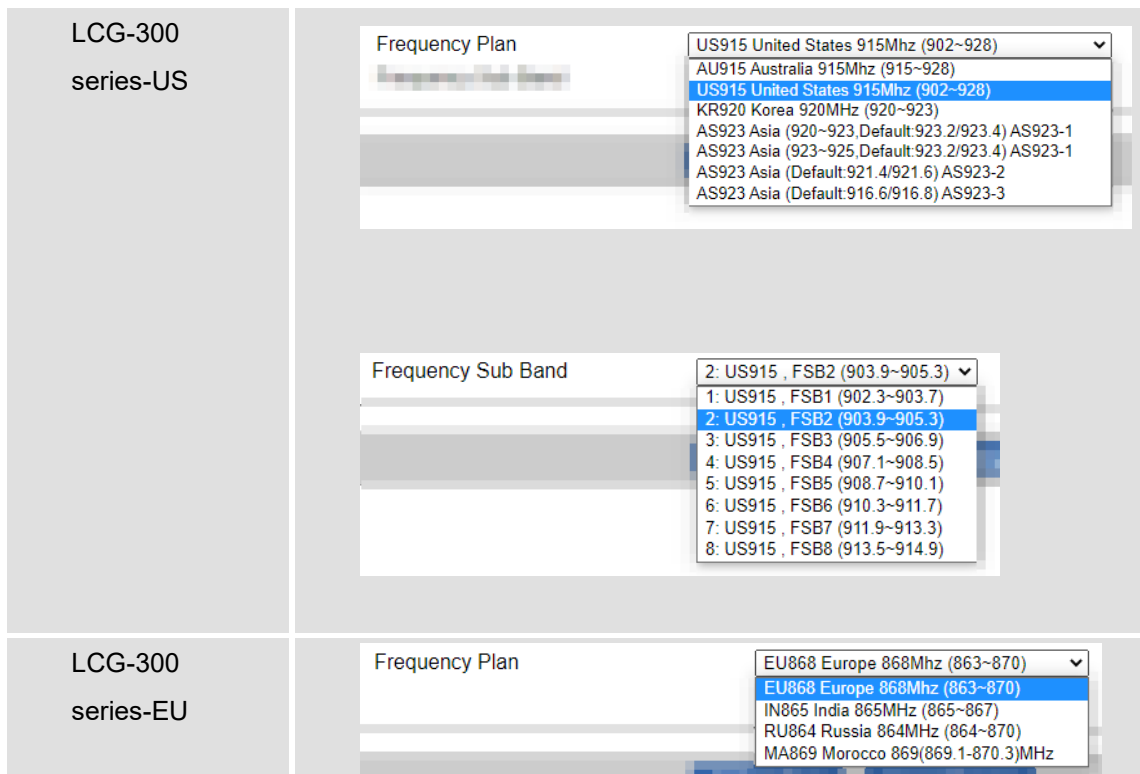 LCG-300
series-US
Frequency Plan
US915 United States 915Mhz (902~928)
AU915 Australia 915Mhz (915~928)
US915 United States 915Mhz (902~928)
KR920 Korea 920MHz (920~923)
AS923 Asia (920~923,Default:923.2/923.4) AS923-1
AS923 Asia (923~925,Default:923.2/923.4) AS923-1
AS923 Asia (Default:921.4/921.6) AS923-2
AS923 Asia (Default:916.6/916.8) AS923-3
Frequency Sub Band
2: US915 , FSB2 (903.9~905.3)
1: US915 , FSB1 (902.3~903.7)
2: US915 , FSB2 (903.9~905.3)
3: US915 , FSB3 (905.5~906.9)
4: US915 , FSB4 (907.1~908.5)
5: US915 , FSB5 (908.7~910.1)
6: US915 , FSB6 (910.3~911.7)
7: US915 , FSB7 (911.9~913.3)
8: US915 , FSB8 (913.5~914.9)
LCG-300
series-EU
Frequency Plan
EU868 Europe 868Mhz (863~870)
EU868 Europe 868Mhz (863~870)
IN865 India 865MHz (865~867)
RU864 Russia 864MHz (864~870)
MA869 Morocco 869(869.1-870.3)MHz